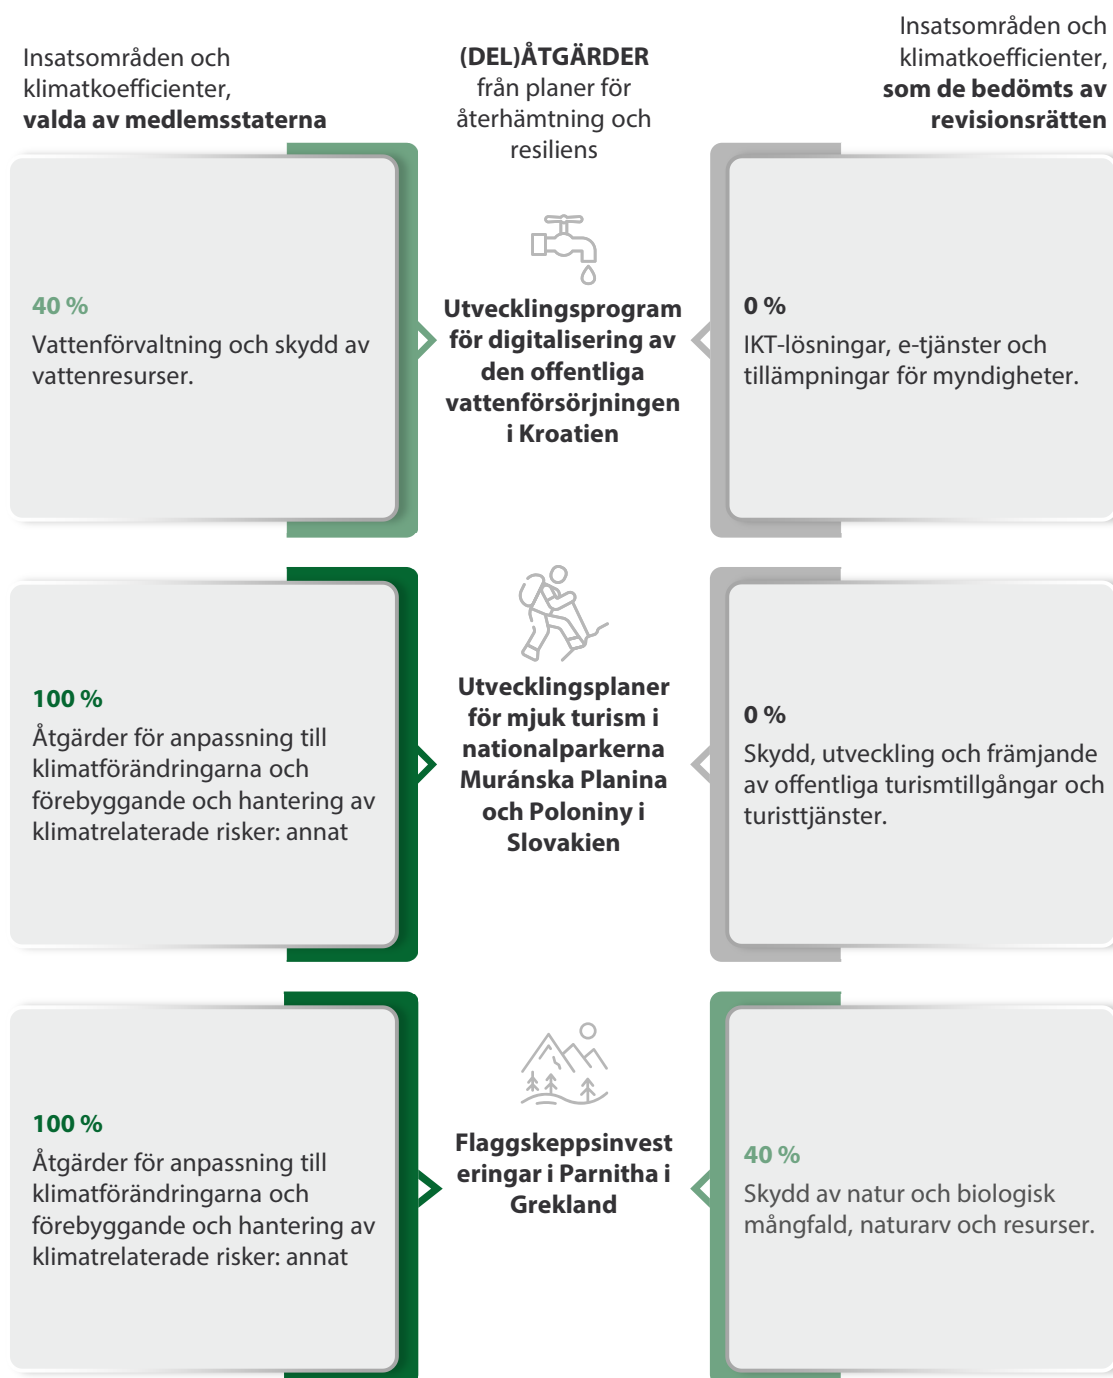 Insatsområden och
klimatkoefficienter,
valda av medlemsstaterna
(DEL)ÅTGÄRDER
från planer för
återhämtning och
resiliens
Insatsområden och
klimatkoefficienter,
som de bedömts av
revisionsrätten
40 %
Vattenförvaltning och skydd av
vattenresurser.
Utvecklingsprogram
för digitalisering av
den offentliga
vattenförsörjningen
i Kroatien
0 %
IKT-lösningar, e-tjänster och
tillämpningar för myndigheter.
100 %
Åtgärder för anpassning till
klimatförändringarna och
förebyggande och hantering av
klimatrelaterade risker: annat
Utvecklingsplaner
för mjuk turism i
nationalparkerna
Muránska Planina
och Poloniny i
Slovakien
0 %
Skydd, utveckling och främjande
av offentliga turismtillgångar och
turisttjänster.
100 %
Åtgärder för anpassning till
klimatförändringarna och
förebyggande och hantering av
klimatrelaterade risker: annat
Flaggskeppsinvest
eringar i Parnitha i
Grekland
40 %
Skydd av natur och biologisk
mångfald, naturarv och resurser.